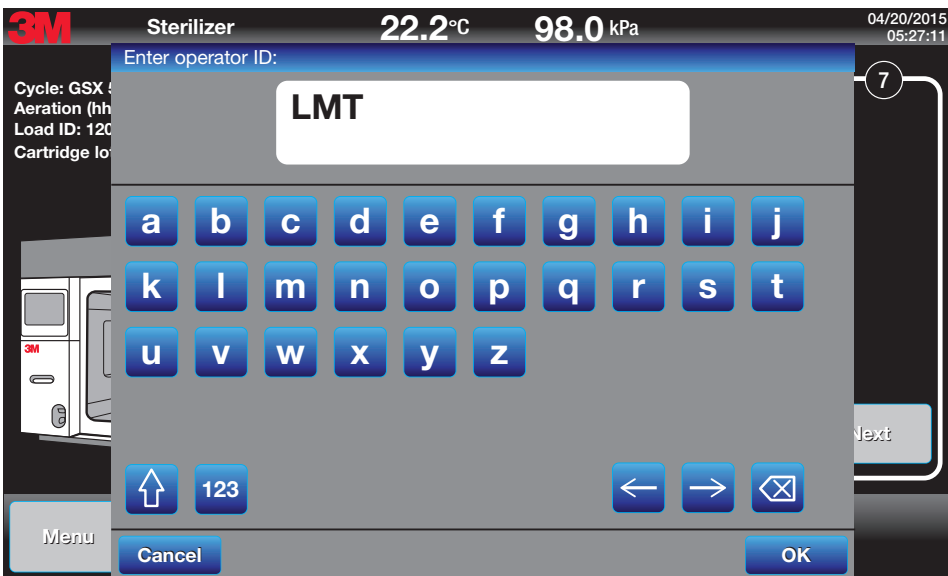 3M Sterilizer 22.2°C 98.0 kPa 04/20/2015
05:27:11
Enter operator ID:
7
Cycle: GSX
Aeration (hh
Load ID: 120
Cartridge lo
LMT
a b c d e f g h i j
k l m n o p q r s t
u v w x y z
3M
Next
123
Menu
Cancel OK